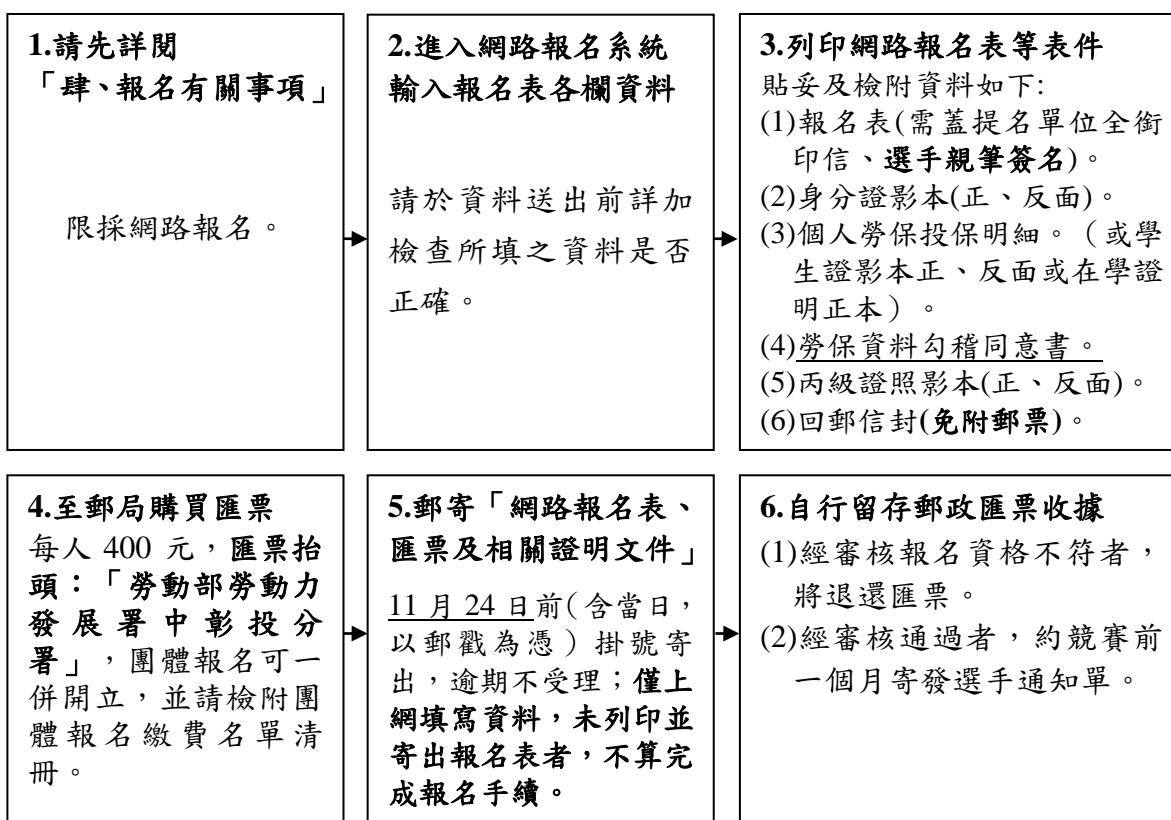 1.請先詳閱
「肆、報名有關事項」
限採網路報名。
2.進入網路報名系統
輸入報名表各欄資料
請於資料送出前詳加
檢查所填之資料是否
正確。
3.列印網路報名表等表件
貼妥及檢附資料如下:
(1)報名表(需蓋提名單位全銜
印信、選手親筆簽名)。
(2)身分證影本(正、反面)。
(3)個人勞保投保明細。（或學
生證影本正、反面或在學證
明正本）。
(4)勞保資料勾稽同意書。
(5)丙級證照影本(正、反面)。
(6)回郵信封(免附郵票)。
4.至郵局購買匯票
每人 400 元，匯票抬
頭：「勞動部勞動力
發展署中彰投分
署」，團體報名可一
併開立，並請檢附團
體報名繳費名單清
冊。
5.郵寄「網路報名表、
匯票及相關證明文件」
11 月 24 日前(含當日，
以郵戳為憑）掛號寄
出，逾期不受理；僅上
網填寫資料，未列印並
寄出報名表者，不算完
成報名手續。
6.自行留存郵政匯票收據
(1)經審核報名資格不符者，
將退還匯票。
(2)經審核通過者，約競賽前
一個月寄發選手通知單。